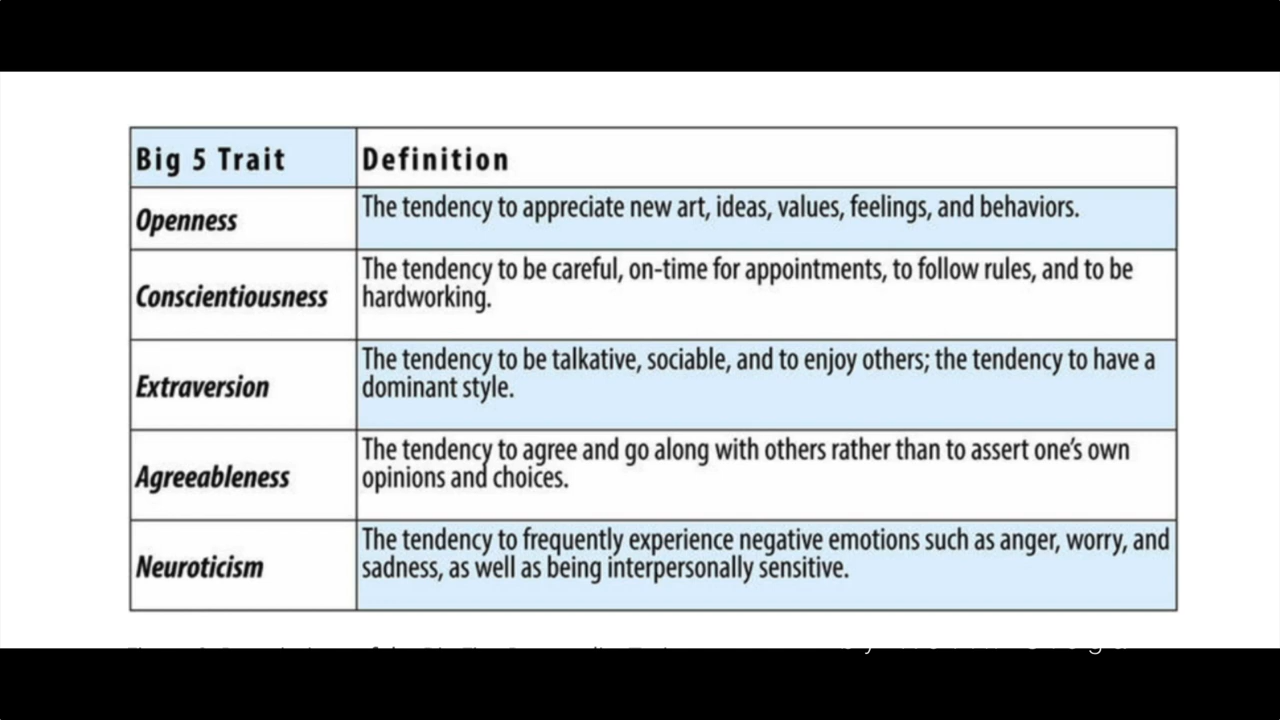 Big 5 Trait
Definition
Openness
The tendency to appreciate new art, ideas, values, feelings, and behaviors.
Conscientiousness
The tendency to be careful, on-time for appointments, to follow rules, and to be
hardworking.
Extraversion
The tendency to be talkative, sociable, and to enjoy others; the tendency to have a
dominant style.
Agreeableness
The tendency to agree and go along with others rather than to assert one’s own
opinions and choices.
Neuroticism
The tendency to frequently experience negative emotions such as anger, worry, and
sadness, as well as being interpersonally sensitive.